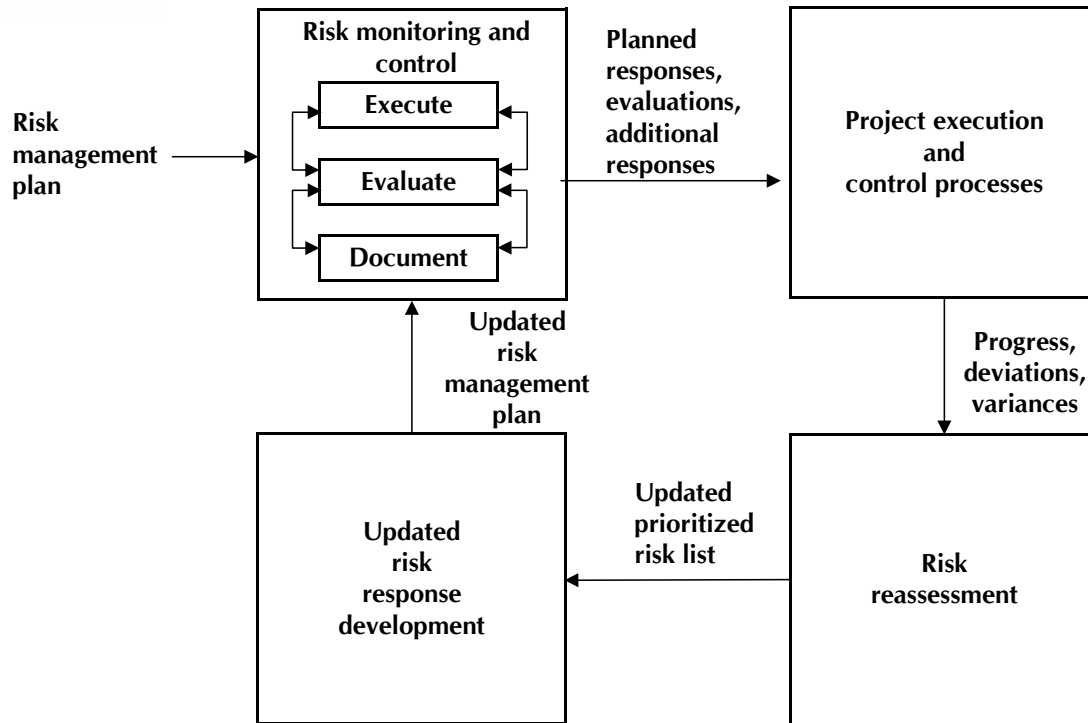 Risk
management
plan
Risk monitoring and
control
Execute
Evaluate
Document
Planned
responses,
evaluations,
additional
responses
Project execution
and
control processes
Progress,
deviations,
variances
Risk
reassessment
Updated
prioritized
risk list
Updated
risk
response
development
Updated
risk
management
plan